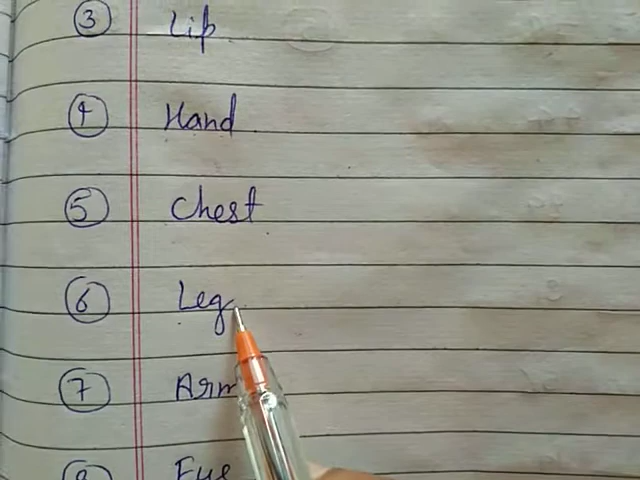 ③ Lip
④ Hand
⑤ Chest
⑥ Leg
⑦ Arm